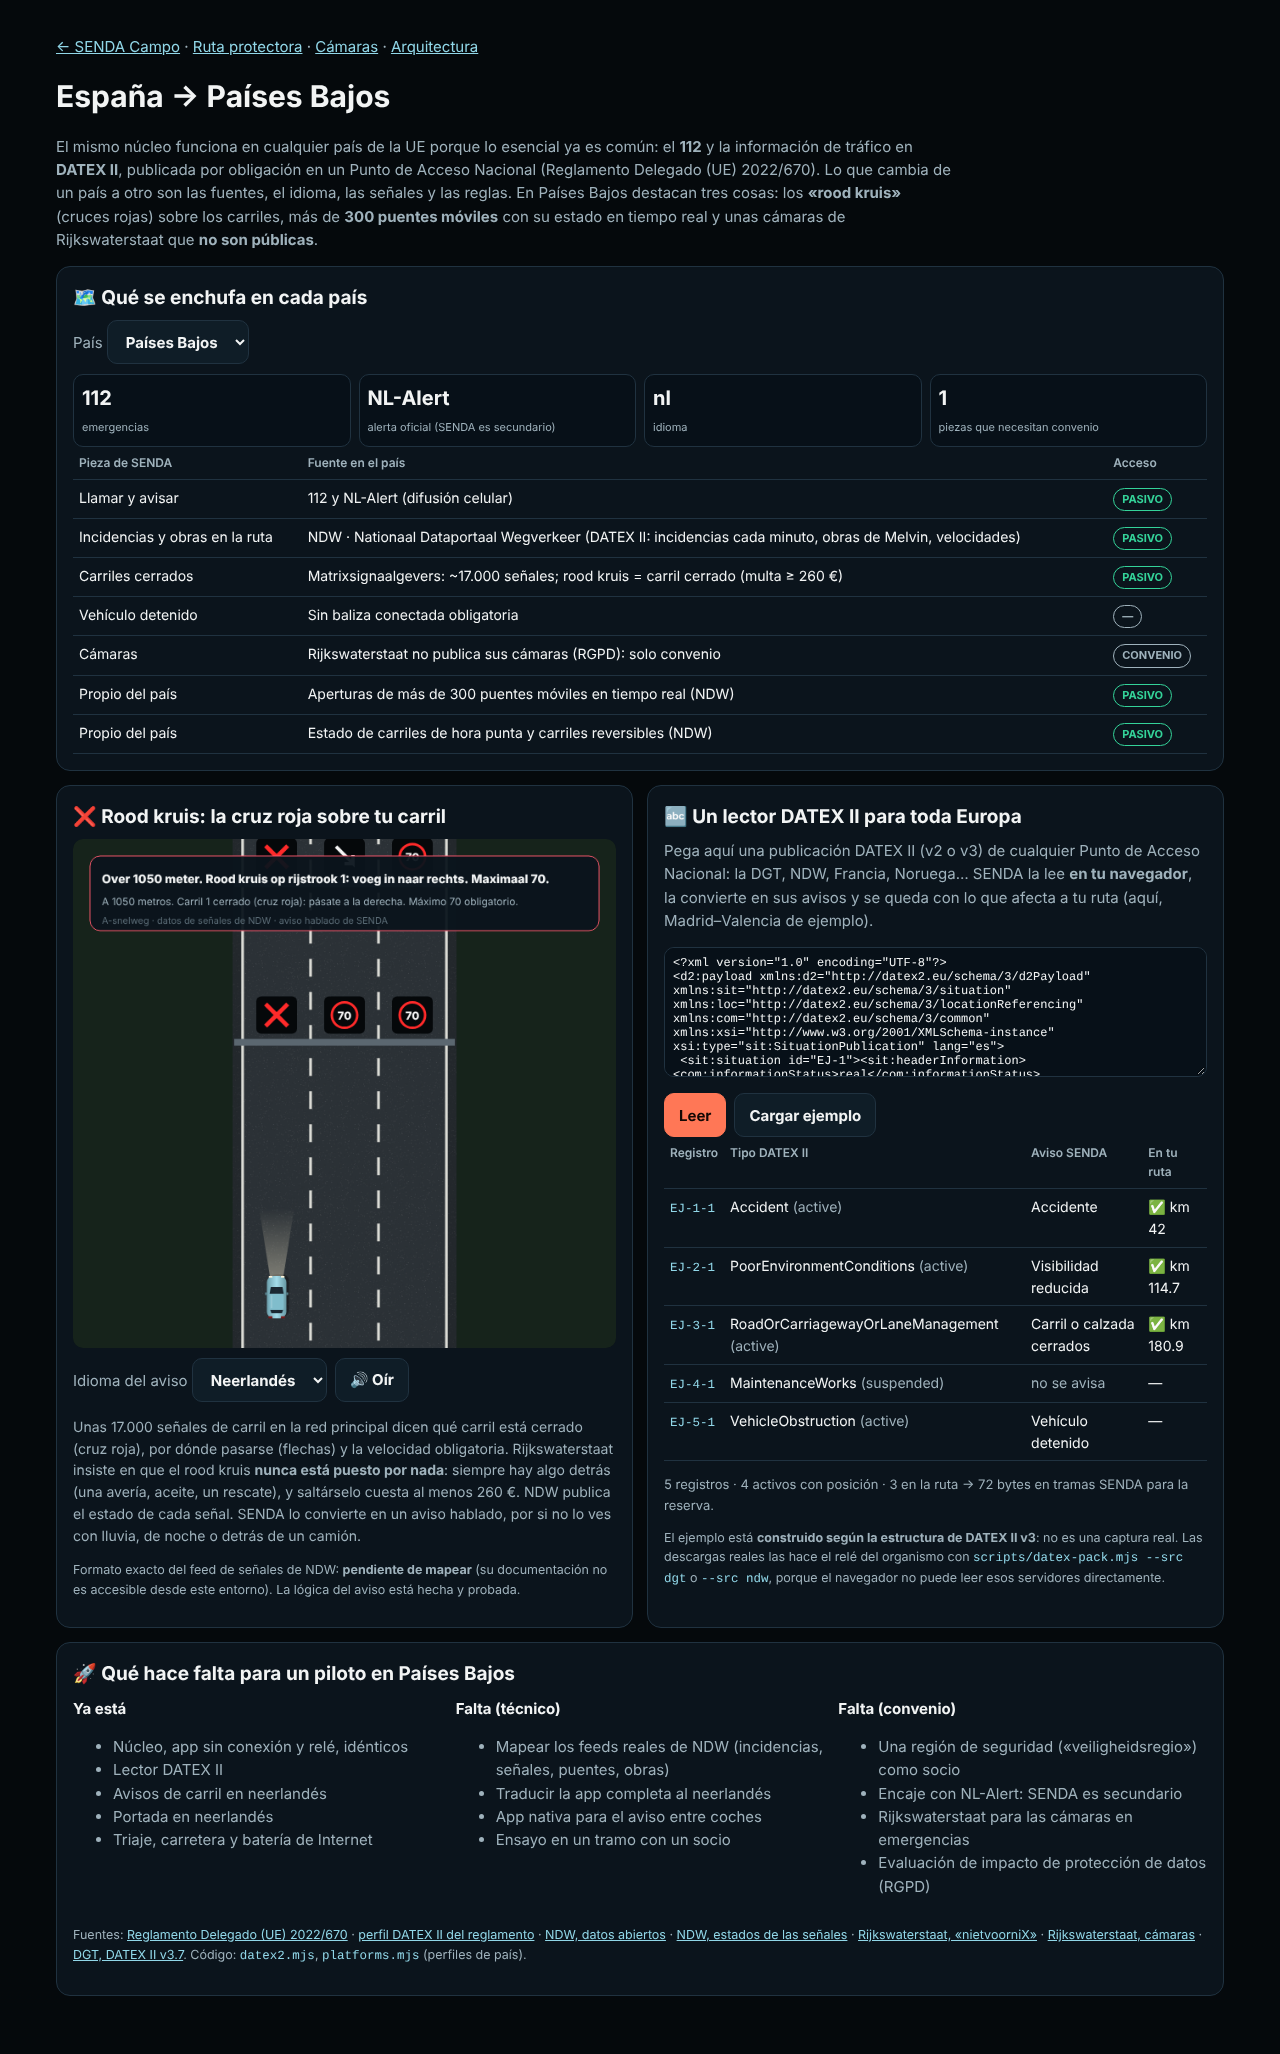 ← SENDA Campo · Ruta protectora · Cámaras · Arquitectura
España → Países Bajos
El mismo núcleo funciona en cualquier país de la UE porque lo esencial ya es común: el 112 y la información de tráfico en
DATEX II, publicada por obligación en un Punto de Acceso Nacional (Reglamento Delegado (UE) 2022/670). Lo que cambia de
un país a otro son las fuentes, el idioma, las señales y las reglas. En Países Bajos destacan tres cosas: los «rood kruis»
(cruces rojas) sobre los carriles, más de 300 puentes móviles con su estado en tiempo real y unas cámaras de
Rijkswaterstaat que no son públicas.
🗺️ Qué se enchufa en cada país
País Países Bajos
112
emergencias
NL-Alert
alerta oficial (SENDA es secundario)
nl
idioma
1
piezas que necesitan convenio
Pieza de SENDA Fuente en el país Acceso
Llamar y avisar 112 y NL-Alert (difusión celular) PASIVO
Incidencias y obras en la ruta NDW · Nationaal Dataportaal Wegverkeer (DATEX II: incidencias cada minuto, obras de Melvin, velocidades) PASIVO
Carriles cerrados Matrixsignaalgevers: ~17.000 señales; rood kruis = carril cerrado (multa ≥ 260 €) PASIVO
Vehículo detenido Sin baliza conectada obligatoria —
Cámaras Rijkswaterstaat no publica sus cámaras (RGPD): solo convenio CONVENIO
Propio del país Aperturas de más de 300 puentes móviles en tiempo real (NDW) PASIVO
Propio del país Estado de carriles de hora punta y carriles reversibles (NDW) PASIVO
❌ Rood kruis: la cruz roja sobre tu carril
70
Over 1050 meter. Rood kruis op rijstrook 1: voeg in naar rechts. Maximaal 70.
A 1050 metros. Carril 1 cerrado (cruz roja): pásate a la derecha. Máximo 70 obligatorio.
A-snelweg · datos de señales de NDW · aviso hablado de SENDA
70 70
Idioma del aviso Neerlandés 🔊 Oír
Unas 17.000 señales de carril en la red principal dicen qué carril está cerrado
(cruz roja), por dónde pasarse (flechas) y la velocidad obligatoria. Rijkswaterstaat
insiste en que el rood kruis nunca está puesto por nada: siempre hay algo detrás
(una avería, aceite, un rescate), y saltárselo cuesta al menos 260 €. NDW publica
el estado de cada señal. SENDA lo convierte en un aviso hablado, por si no lo ves
con lluvia, de noche o detrás de un camión.
Formato exacto del feed de señales de NDW: pendiente de mapear (su documentación no
es accesible desde este entorno). La lógica del aviso está hecha y probada.
🔤 Un lector DATEX II para toda Europa
Pega aquí una publicación DATEX II (v2 o v3) de cualquier Punto de Acceso
Nacional: la DGT, NDW, Francia, Noruega… SENDA la lee en tu navegador,
la convierte en sus avisos y se queda con lo que afecta a tu ruta (aquí,
Madrid–Valencia de ejemplo).
<?xml version="1.0" encoding="UTF-8"?>
<d2:payload xmlns:d2="http://datex2.eu/schema/3/d2Payload"
xmlns:sit="http://datex2.eu/schema/3/situation"
xmlns:loc="http://datex2.eu/schema/3/locationReferencing"
xmlns:com="http://datex2.eu/schema/3/common"
xmlns:xsi="http://www.w3.org/2001/XMLSchema-instance"
xsi:type="sit:SituationPublication" lang="es">
<sit:situation id="EJ-1"><sit:headerInformation>
<com:informationStatus>real</com:informationStatus>
Leer Cargar ejemplo
Registro Tipo DATEX II Aviso SENDA En tu
ruta
EJ-1-1 Accident (active) Accidente ✅ km
42
EJ-2-1 PoorEnvironmentConditions (active) Visibilidad ✅ km
reducida 114.7
EJ-3-1 RoadOrCarriagewayOrLaneManagement Carril o calzada ✅ km
(active) cerrados 180.9
EJ-4-1 MaintenanceWorks (suspended) no se avisa —
EJ-5-1 VehicleObstruction (active) Vehículo —
detenido
5 registros · 4 activos con posición · 3 en la ruta → 72 bytes en tramas SENDA para la
reserva.
El ejemplo está construido según la estructura de DATEX II v3: no es una captura real. Las
descargas reales las hace el relé del organismo con scripts/datex-pack.mjs --src
dgt o --src ndw, porque el navegador no puede leer esos servidores directamente.
🚀 Qué hace falta para un piloto en Países Bajos
Ya está
• Núcleo, app sin conexión y relé, idénticos
• Lector DATEX II
• Avisos de carril en neerlandés
• Portada en neerlandés
• Triaje, carretera y batería de Internet
Falta (técnico)
• Mapear los feeds reales de NDW (incidencias,
señales, puentes, obras)
• Traducir la app completa al neerlandés
• App nativa para el aviso entre coches
• Ensayo en un tramo con un socio
Falta (convenio)
• Una región de seguridad («veiligheidsregio»)
como socio
• Encaje con NL-Alert: SENDA es secundario
• Rijkswaterstaat para las cámaras en
emergencias
• Evaluación de impacto de protección de datos
(RGPD)
Fuentes: Reglamento Delegado (UE) 2022/670 · perfil DATEX II del reglamento · NDW, datos abiertos · NDW, estados de las señales · Rijkswaterstaat, «nietvoorniX» · Rijkswaterstaat, cámaras ·
DGT, DATEX II v3.7. Código: datex2.mjs, platforms.mjs (perfiles de país).